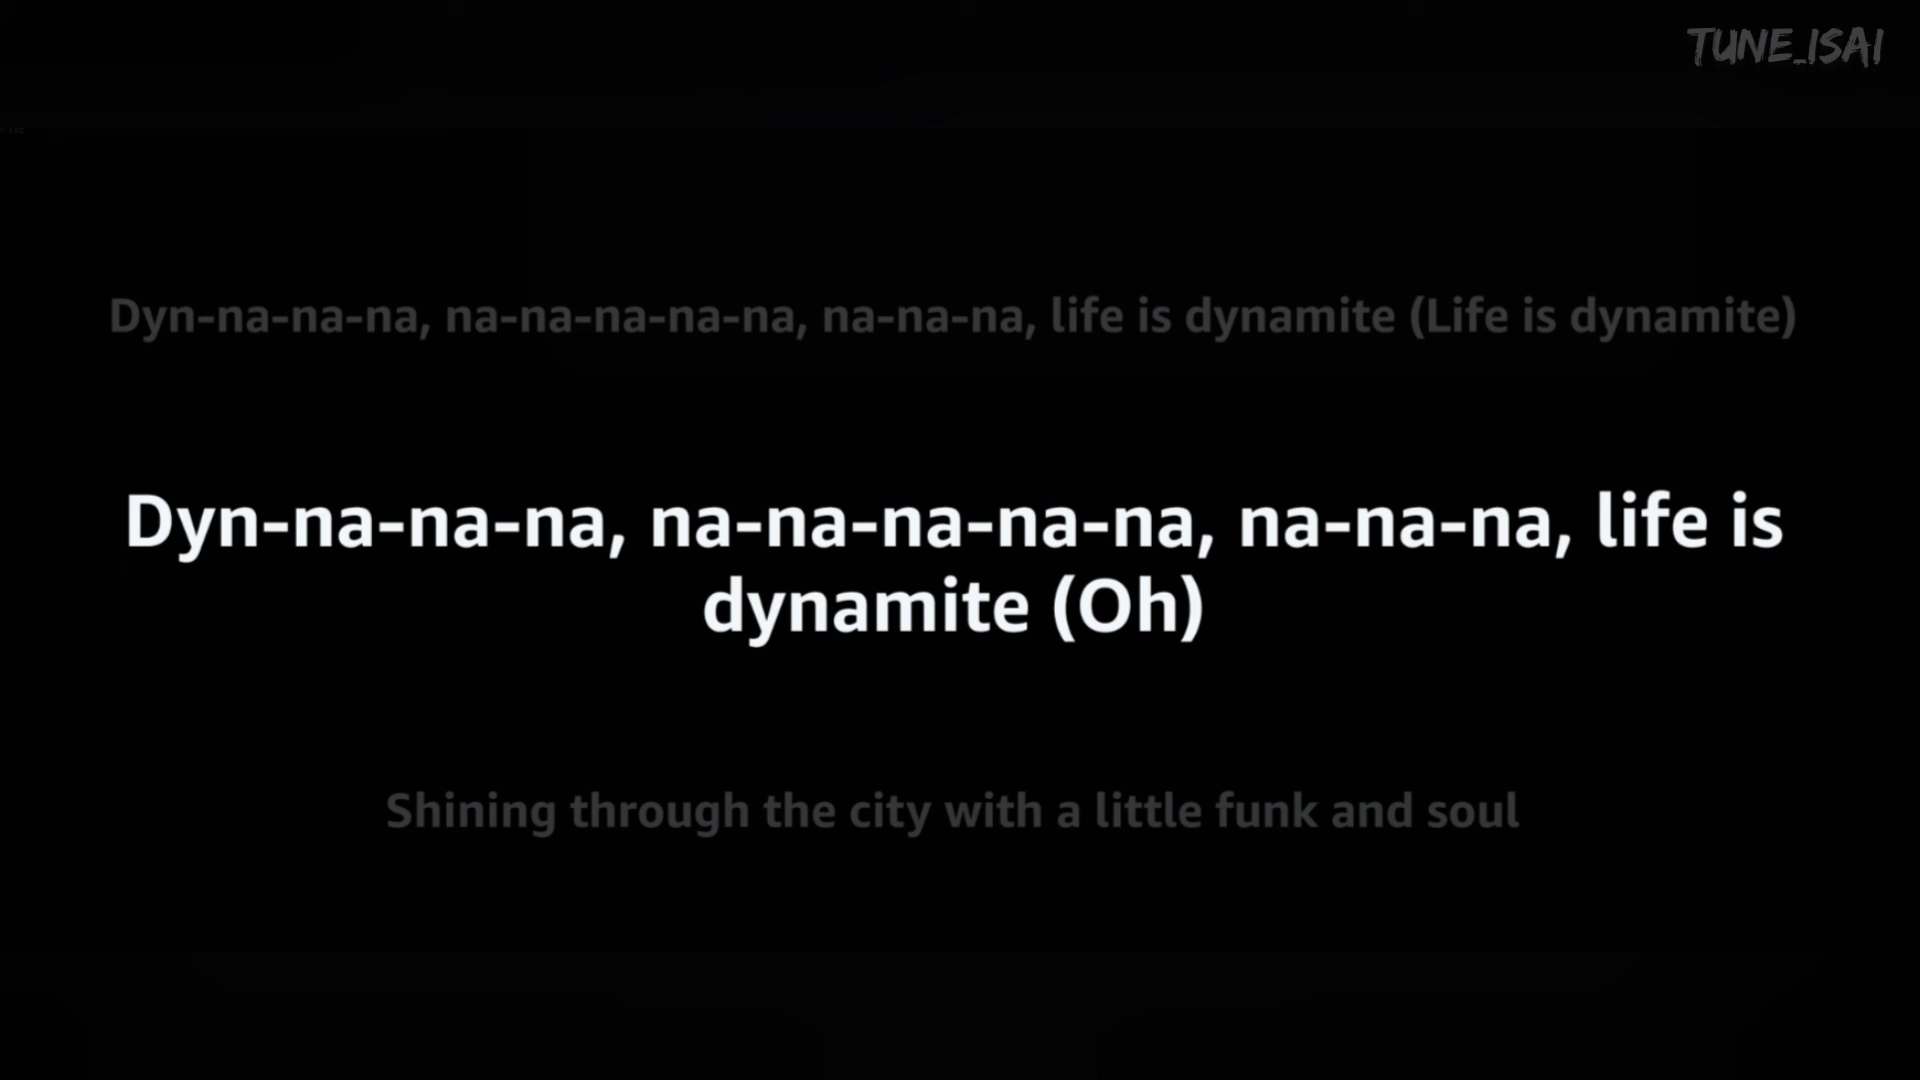 TUNE_ISAI
Dyn-na-na-na, na-na-na-na-na, na-na-na, life is dynamite (Life is dynamite)
Dyn-na-na-na, na-na-na-na-na, na-na-na, life is
dynamite (Oh)
Shining through the city with a little funk and soul